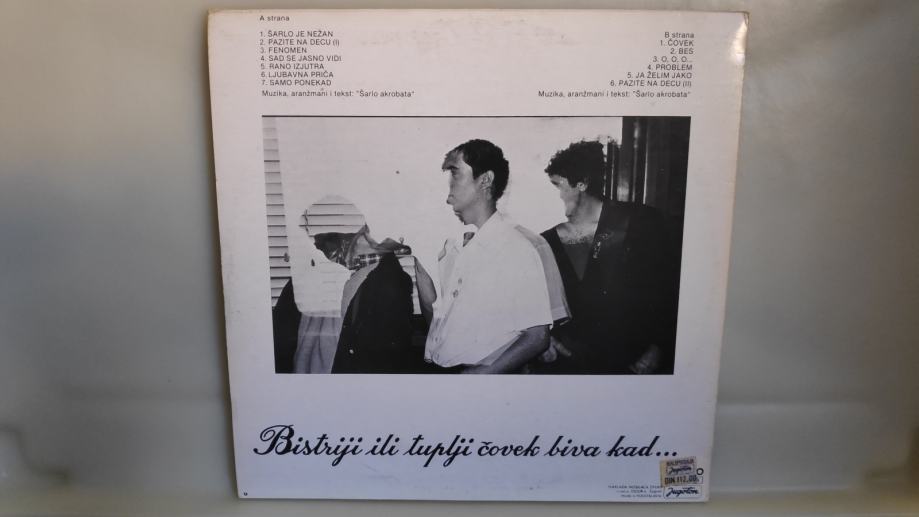 A strana
1. ŠARLO JE NEŽAN
2. PAZITE NA DECU (I)
3. FENOMEN
4. SAD SE JASNO VIDI
5. RANO IZJUTRA
6. LJUBAVNA PRIČA
7. SAMO PONEKAD
Muzika, aranžmani i tekst: "Šarlo akrobata"
B strana
1. ČOVEK
2. BES
3. O, O, O...
4. PROBLEM
5. JA ŽELIM JAKO
6. PAZITE NA DECU (II)
Muzika, aranžmani i tekst: "Šarlo akrobata"
Bistriji ili tuplji čovek biva kad...
Jugoton
DIN 112,00
Jugoton